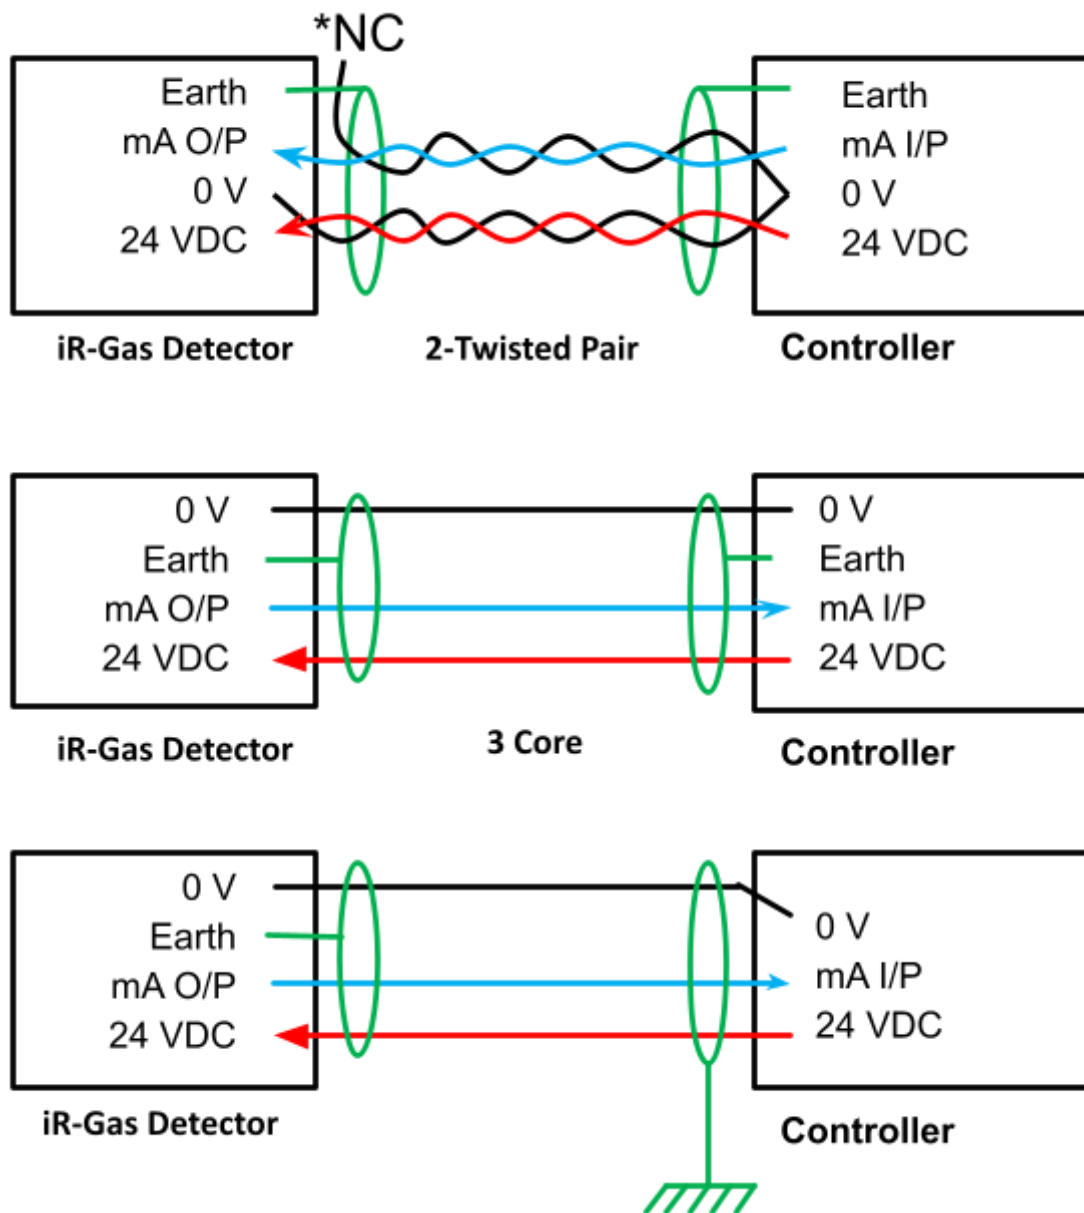 *NC
Earth
mA O/P
0 V
24 VDC
Earth
mA I/P
0 V
24 VDC
iR-Gas Detector
2-Twisted Pair
Controller
0 V
Earth
mA O/P
24 VDC
0 V
Earth
mA I/P
24 VDC
iR-Gas Detector
3 Core
Controller
0 V
Earth
mA O/P
24 VDC
0 V
mA I/P
24 VDC
iR-Gas Detector
Controller